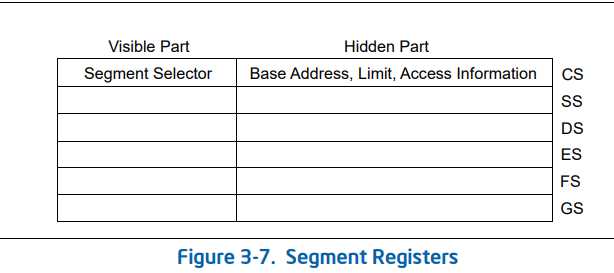 Visible Part Hidden Part
Segment Selector Base Address, Limit, Access Information CS
SS
DS
ES
FS
GS
Figure 3-7. Segment Registers